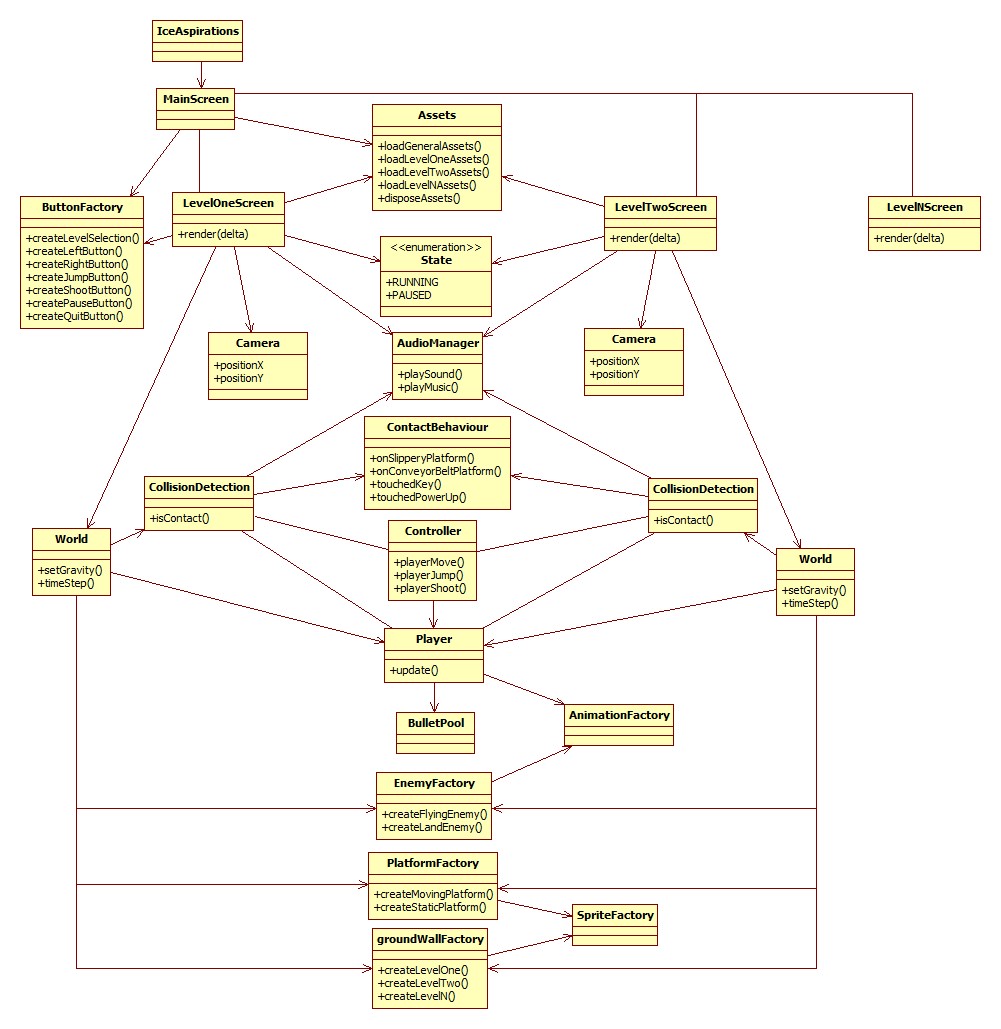 IceAspirations
MainScreen
Assets
+loadGeneralAssets()
+loadLevelOneAssets()
+loadLevelTwoAssets()
+loadLevelNAssets()
+disposeAssets()
ButtonFactory
+createLevelSelection()
+createLeftButton()
+createRightButton()
+createJumpButton()
+createShootButton()
+createPauseButton()
+createQuitButton()
LevelOneScreen
+render(delta)
LevelTwoScreen
+render(delta)
LevelNScreen
+render(delta)
<<enumeration>>
State
+RUNNING
+PAUSED
Camera
+positionX
+positionY
AudioManager
+playSound()
+playMusic()
Camera
+positionX
+positionY
ContactBehaviour
+onSlipperyPlatform()
+onConveyorBeltPlatform()
+touchedKey()
+touchedPowerUp()
CollisionDetection
+isContact()
CollisionDetection
+isContact()
World
+setGravity()
+timeStep()
Controller
+playerMove()
+playerJump()
+playerShoot()
World
+setGravity()
+timeStep()
Player
+update()
BulletPool
AnimationFactory
EnemyFactory
+createFlyingEnemy()
+createLandEnemy()
PlatformFactory
+createMovingPlatform()
+createStaticPlatform()
SpriteFactory
groundWallFactory
+createLevelOne()
+createLevelTwo()
+createLevelN()